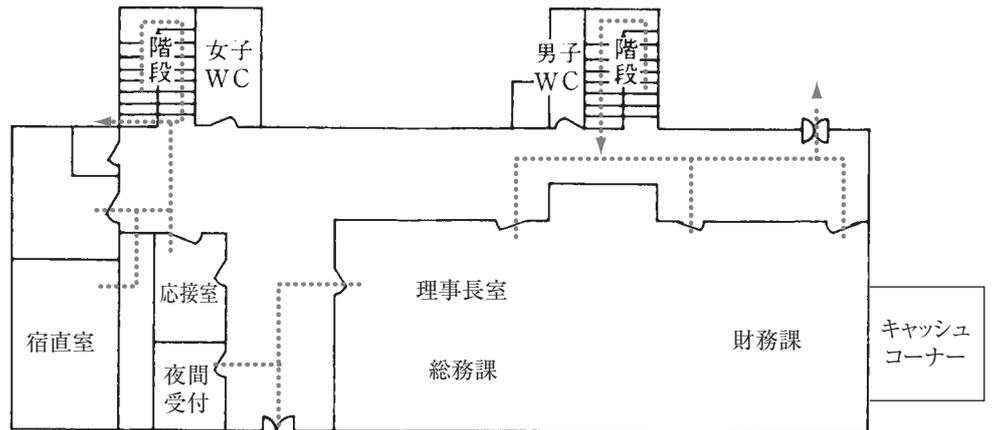 階段
女子
WC
男子
WC
階段
応接室
理事長室
キャッシュ
コーナー
宿直室
財務課
総務課
夜間
受付